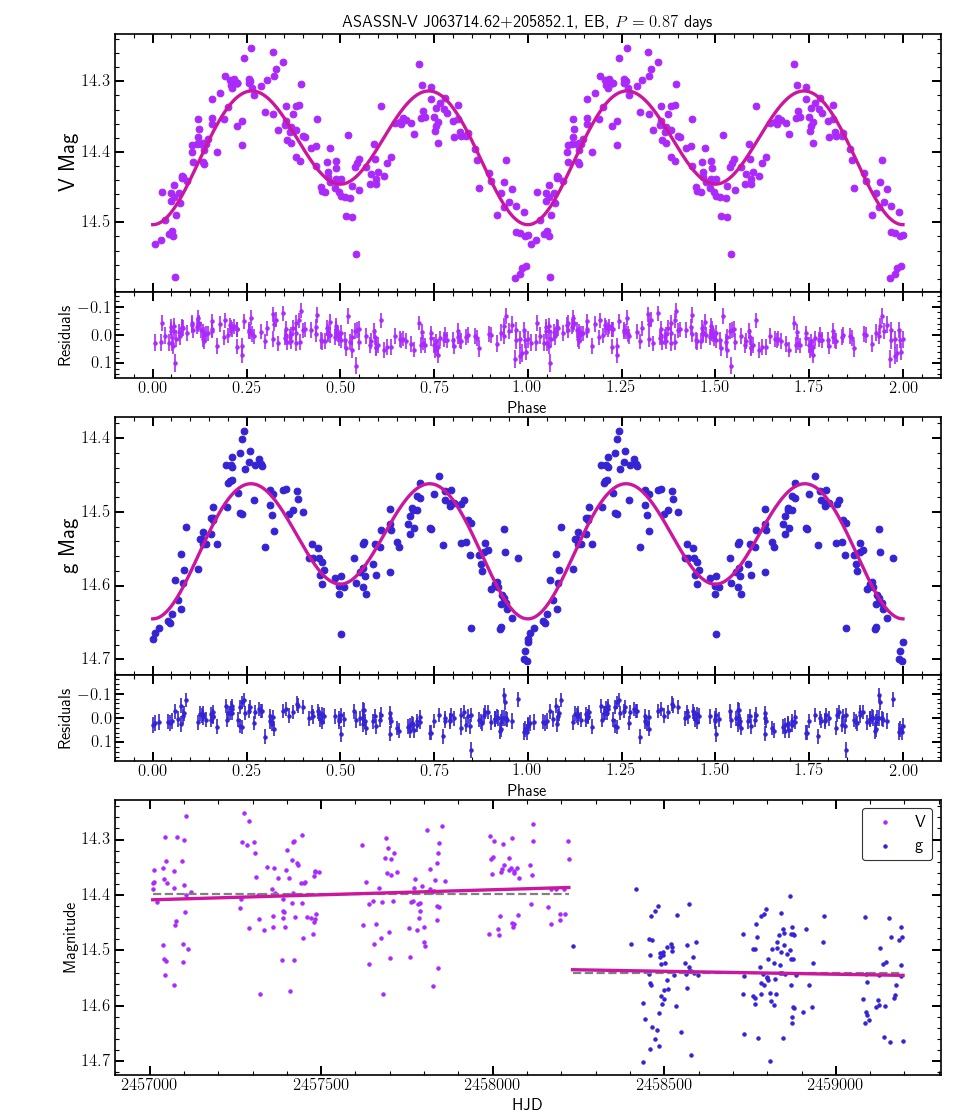 ASASSN-V J063714.62+205852.1, EB, P = 0.87 days
V Mag
14.3
14.4
14.5
Residuals
−0.1
0.0
0.1
0.00 0.25 0.50 0.75 1.00 1.25 1.50 1.75 2.00
Phase
g Mag
14.4
14.5
14.6
14.7
Residuals
−0.1
0.0
0.1
0.00 0.25 0.50 0.75 1.00 1.25 1.50 1.75 2.00
Phase
V
g
Magnitude
14.3
14.4
14.5
14.6
14.7
2457000 2457500 2458000 2458500 2459000
HJD